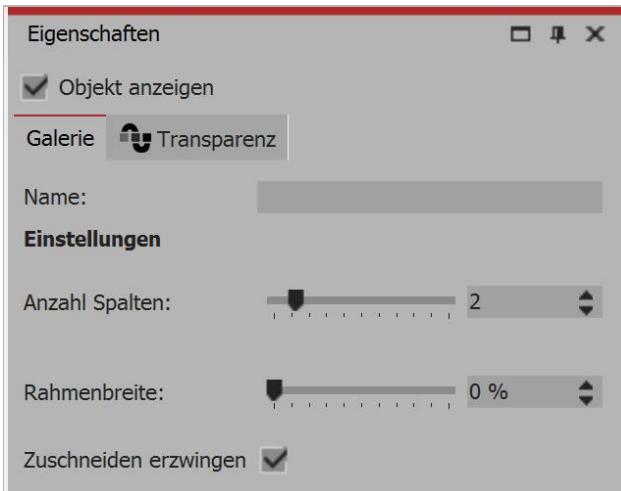 Eigenschaften
Objekt anzeigen
Galerie Transparenz
Name:
Einstellungen
Anzahl Spalten: 2
Rahmenbreite: 0 %
Zuschneiden erzwingen